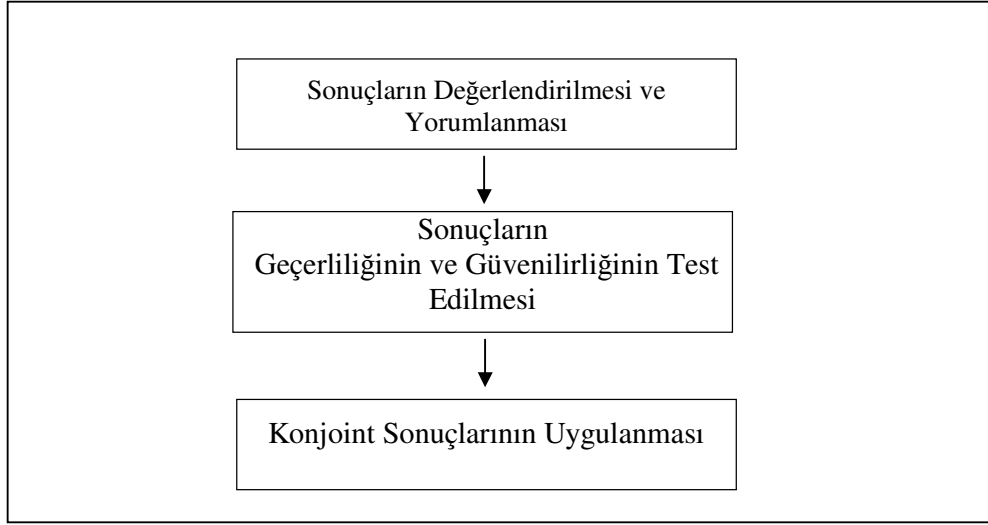 Sonuçların Değerlendirilmesi ve
Yorumlanması
Sonuçların
Geçerliliğinin ve Güvenilirliğinin Test
Edilmesi
Konjoint Sonuçlarının Uygulanması